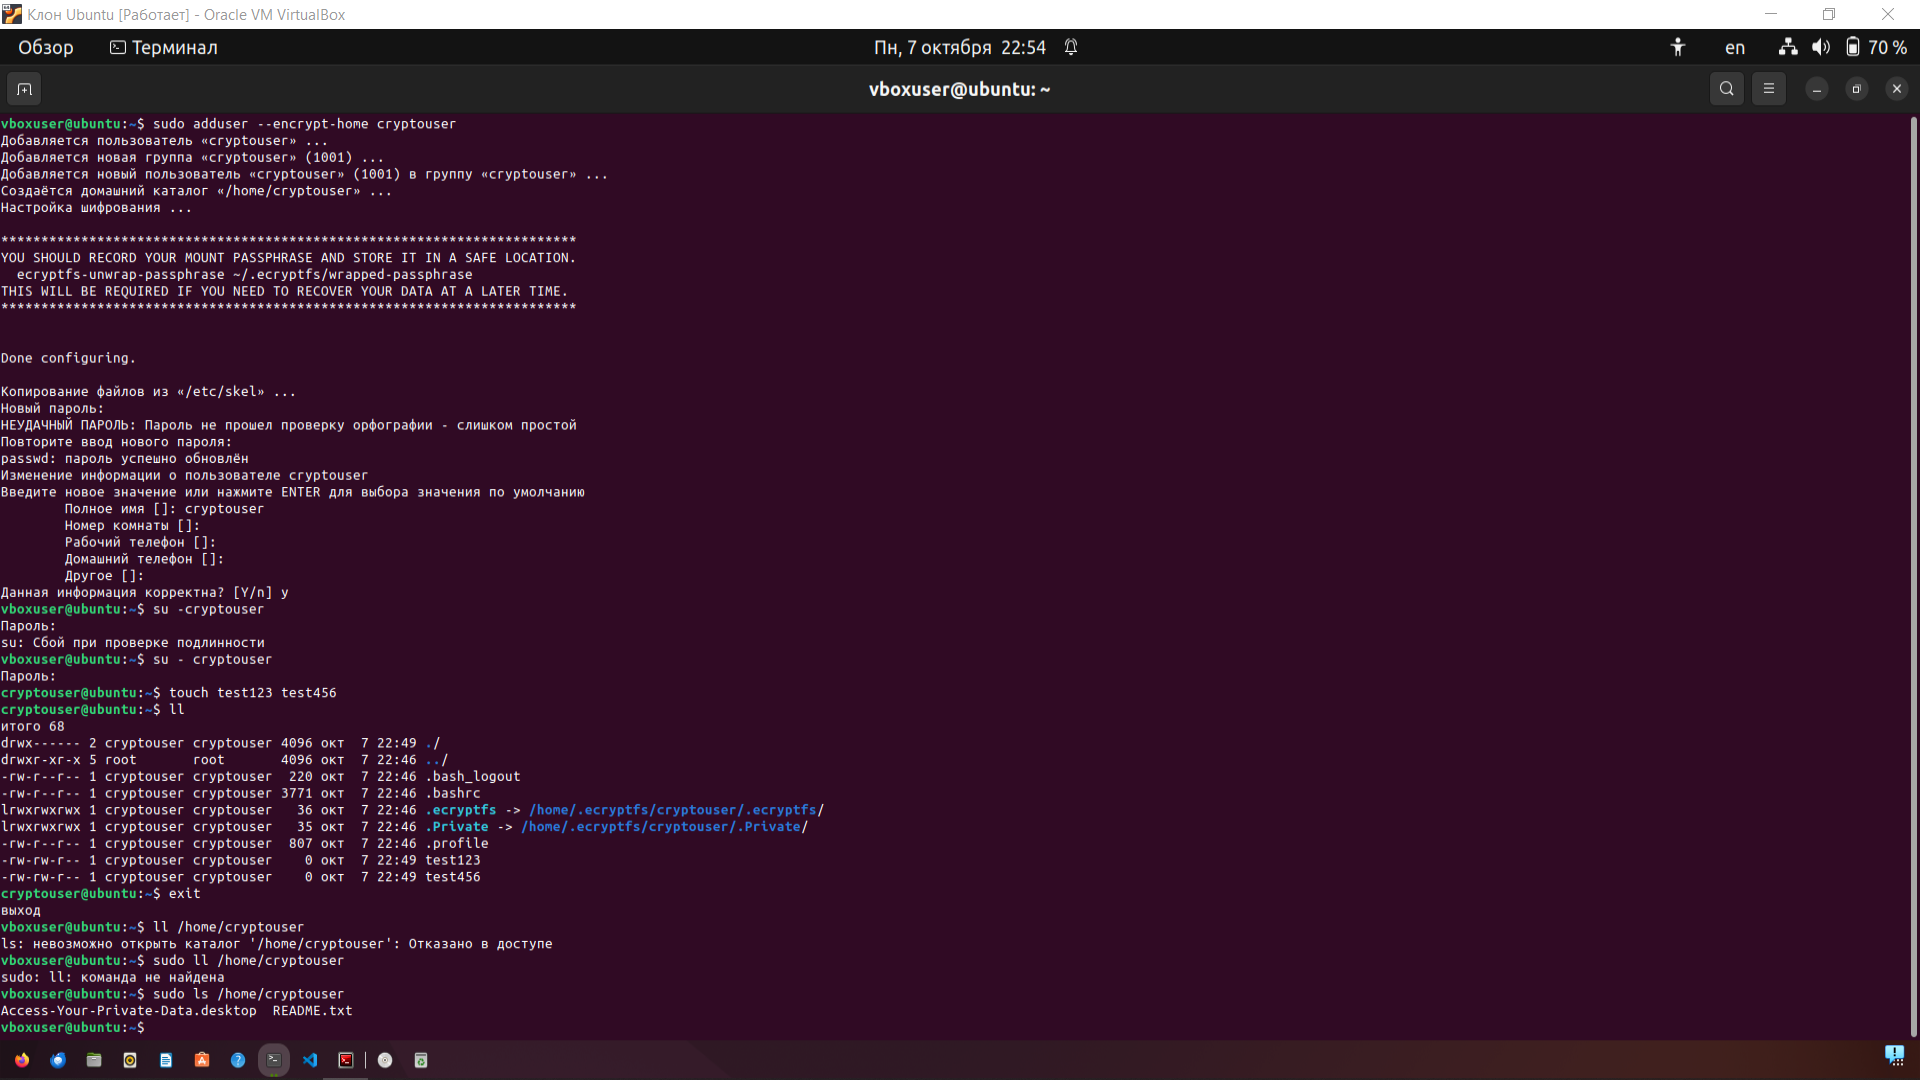 Клон Ubuntu [Работает] - Oracle VM VirtualBox
Обзор Терминал Пн, 7 октября 22:54 en 70 %
vboxuser@ubuntu: ~
vboxuser@ubuntu:~$ sudo adduser --encrypt-home cryptouser
Добавляется пользователь «cryptouser» ...
Добавляется новая группа «cryptouser» (1001) ...
Добавляется новый пользователь «cryptouser» (1001) в группу «cryptouser» ...
Создаётся домашний каталог «/home/cryptouser» ...
Настройка шифрования ...
************************************************************************
YOU SHOULD RECORD YOUR MOUNT PASSPHRASE AND STORE IT IN A SAFE LOCATION.
  ecryptfs-unwrap-passphrase ~/.ecryptfs/wrapped-passphrase
THIS WILL BE REQUIRED IF YOU NEED TO RECOVER YOUR DATA AT A LATER TIME.
************************************************************************
Done configuring.
Копирование файлов из «/etc/skel» ...
Новый пароль:
НЕУДАЧНЫЙ ПАРОЛЬ: Пароль не прошел проверку орфографии - слишком простой
Повторите ввод нового пароля:
passwd: пароль успешно обновлён
Изменение информации о пользователе cryptouser
Введите новое значение или нажмите ENTER для выбора значения по умолчанию
        Полное имя []: cryptouser
        Номер комнаты []:
        Рабочий телефон []:
        Домашний телефон []:
        Другое []:
Данная информация корректна? [Y/n] y
vboxuser@ubuntu:~$ su -cryptouser
Пароль:
su: Сбой при проверке подлинности
vboxuser@ubuntu:~$ su - cryptouser
Пароль:
cryptouser@ubuntu:~$ touch test123 test456
cryptouser@ubuntu:~$ ll
итого 68
drwx------ 2 cryptouser cryptouser 4096 окт  7 22:49 ./
drwxr-xr-x 5 root       root       4096 окт  7 22:46 ../
-rw-r--r-- 1 cryptouser cryptouser  220 окт  7 22:46 .bash_logout
-rw-r--r-- 1 cryptouser cryptouser 3771 окт  7 22:46 .bashrc
lrwxrwxrwx 1 cryptouser cryptouser   36 окт  7 22:46 .ecryptfs -> /home/.ecryptfs/cryptouser/.ecryptfs/
lrwxrwxrwx 1 cryptouser cryptouser   35 окт  7 22:46 .Private -> /home/.ecryptfs/cryptouser/.Private/
-rw-r--r-- 1 cryptouser cryptouser  807 окт  7 22:46 .profile
-rw-rw-r-- 1 cryptouser cryptouser    0 окт  7 22:49 test123
-rw-rw-r-- 1 cryptouser cryptouser    0 окт  7 22:49 test456
cryptouser@ubuntu:~$ exit
выход
vboxuser@ubuntu:~$ ll /home/cryptouser
ls: невозможно открыть каталог '/home/cryptouser': Отказано в доступе
vboxuser@ubuntu:~$ sudo ll /home/cryptouser
sudo: ll: команда не найдена
vboxuser@ubuntu:~$ sudo ls /home/cryptouser
Access-Your-Private-Data.desktop  README.txt
vboxuser@ubuntu:~$